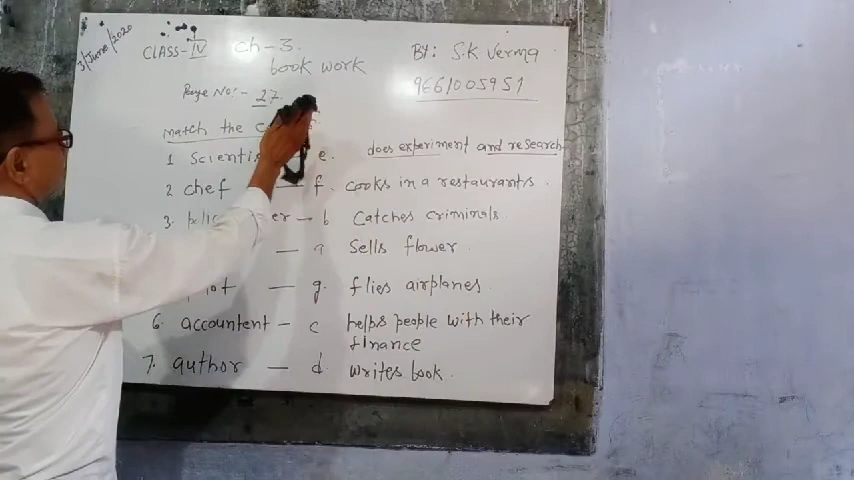 3/June/2020
CLASS-IV Ch-3. By: S.K Verma
book work 9661005951
Page No:- 27
match the
1 Scientis e. does experiment and research
2 chef — f. cooks in a restaurants.
3. er — b Catches criminals.
— a Sells flower.
— g. flies airplanes.
6. accountent — c helps people with their
finance
7. author — d. writes book.